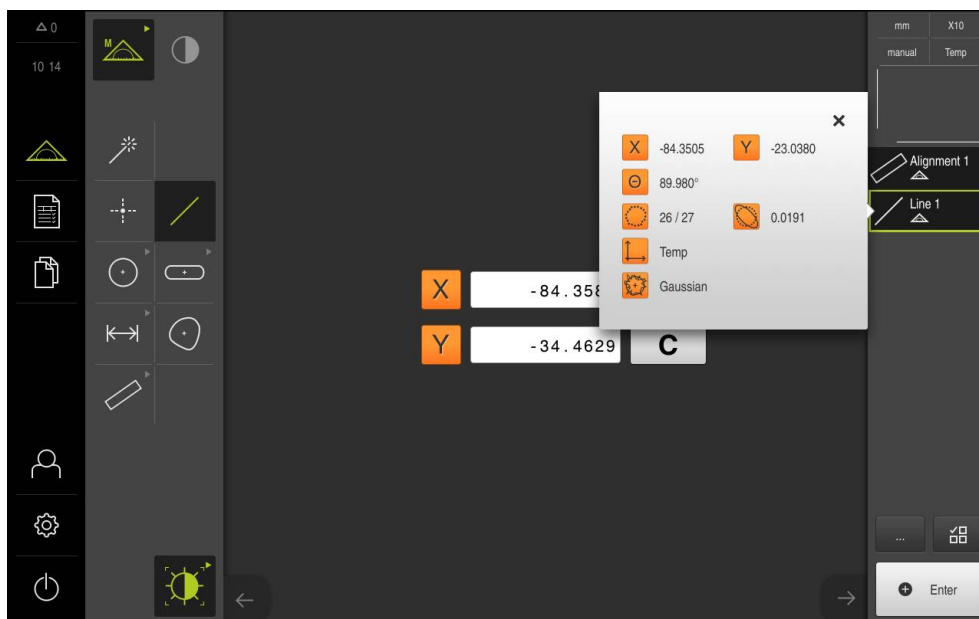 0
10 14
M
mm X10
manual Temp
X -84.3505 Y -23.0380
Θ 89.980°
26 / 27 0.0191
Temp
Gaussian
Alignment 1
Line 1
X -84.358
Y -34.4629 C
...
Enter